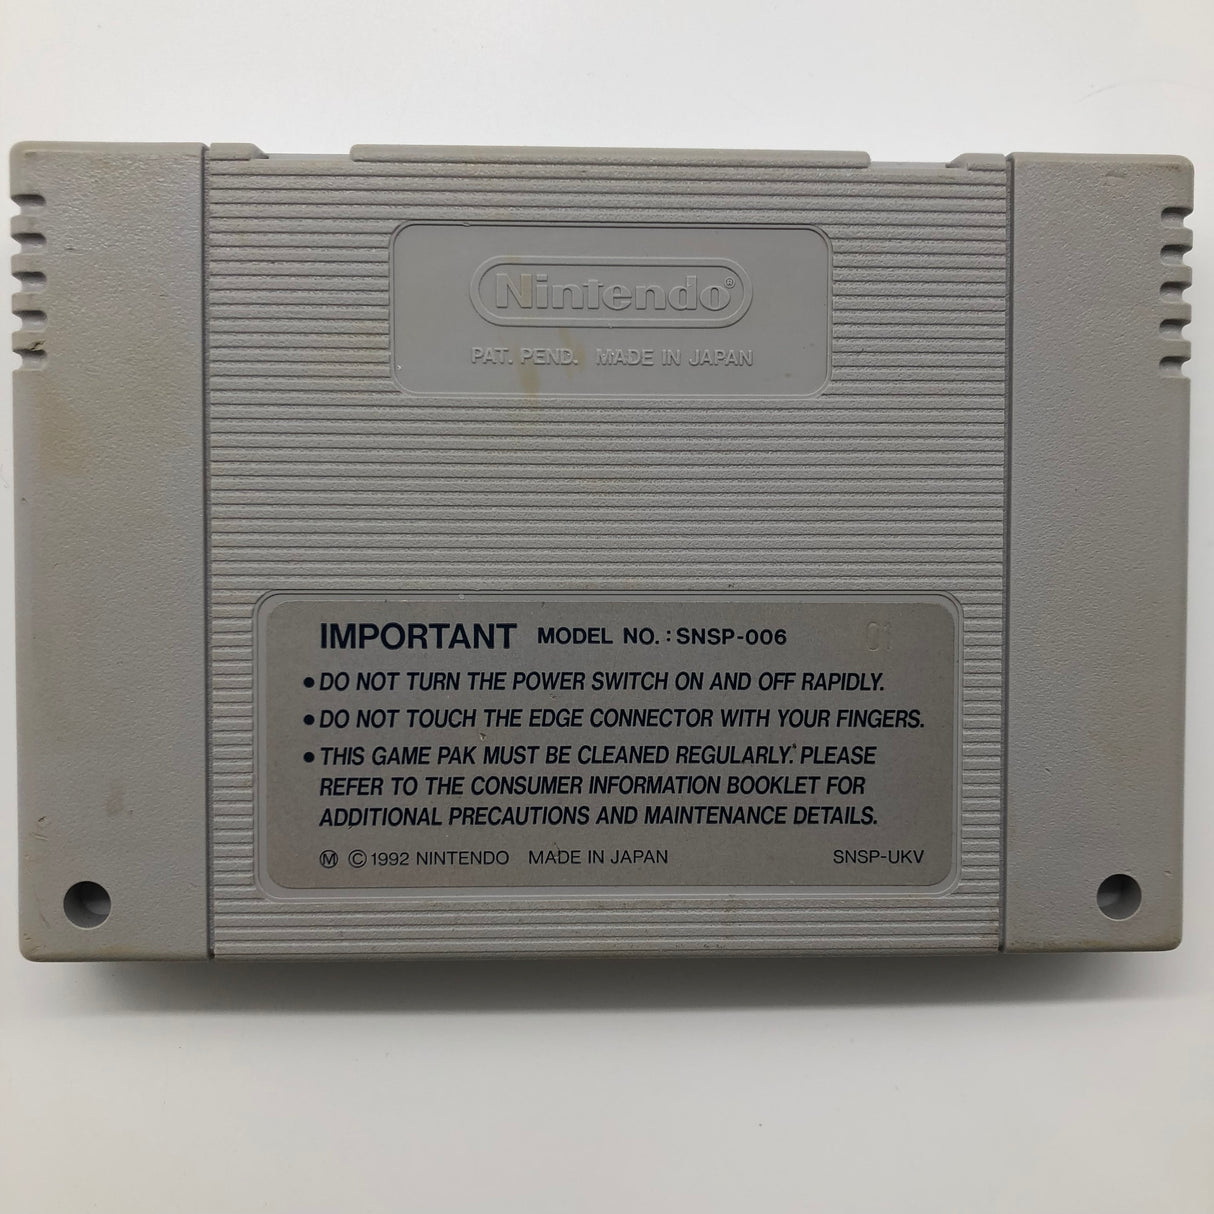 Nintendo®
PAT. PEND. MADE IN JAPAN
IMPORTANT MODEL NO. : SNSP-006 01
• DO NOT TURN THE POWER SWITCH ON AND OFF RAPIDLY.
• DO NOT TOUCH THE EDGE CONNECTOR WITH YOUR FINGERS.
• THIS GAME PAK MUST BE CLEANED REGULARLY. PLEASE
REFER TO THE CONSUMER INFORMATION BOOKLET FOR
ADDITIONAL PRECAUTIONS AND MAINTENANCE DETAILS.
Ⓜ © 1992 NINTENDO MADE IN JAPAN SNSP-UKV